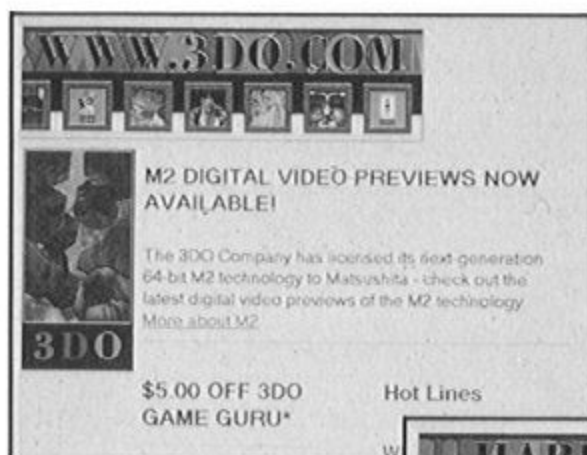 WWW.3DO.COM
M2 DIGITAL VIDEO PREVIEWS NOW
AVAILABLE!
The 3DO Company has licensed its next-generation
64-bit M2 technology to Matsushita - check out the
latest digital video previews of the M2 technology
More about M2
3DO
$5.00 OFF 3DO
GAME GURU*
Hot Lines
W